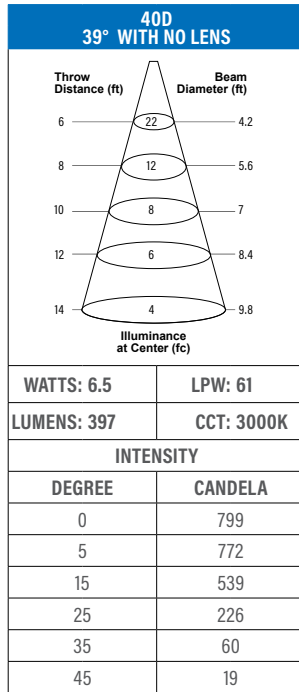 40D
39° WITH NO LENS
Throw Distance (ft)
Beam Diameter (ft)
6 22 4.2
8 12 5.6
10 8 7
12 6 8.4
14 4 9.8
Illuminance
at Center (fc)
WATTS: 6.5 LPW: 61
LUMENS: 397 CCT: 3000K
INTENSITY
DEGREE CANDELA
0 799
5 772
15 539
25 226
35 60
45 19